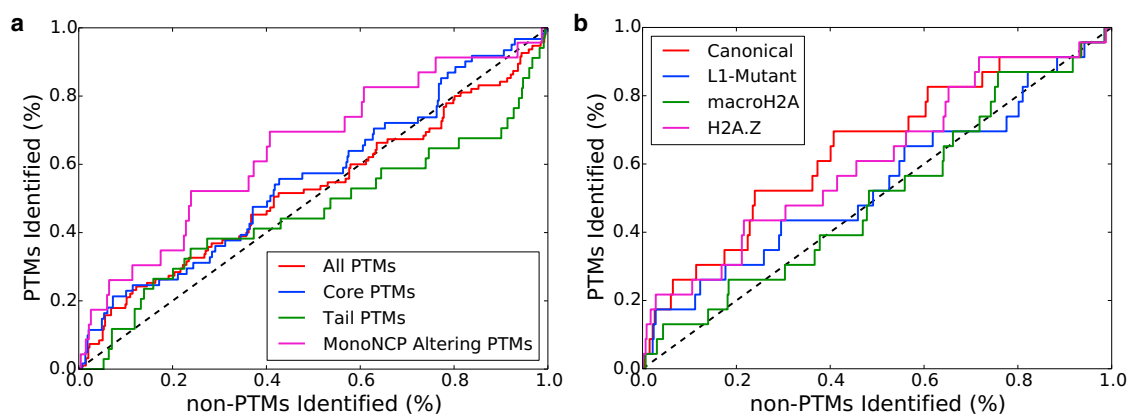 a
PTMs Identified (%)
1.0
0.8
0.6
0.4
0.2
0.0
0.2
0.4
0.6
0.8
1.0
non-PTMs Identified (%)
All PTMs
Core PTMs
Tail PTMs
MonoNCP Altering PTMs
b
PTMs Identified (%)
1.0
0.8
0.6
0.4
0.2
0.0
0.0
0.2
0.4
0.6
0.8
1.0
non-PTMs Identified (%)
Canonical
L1-Mutant
macroH2A
H2A.Z